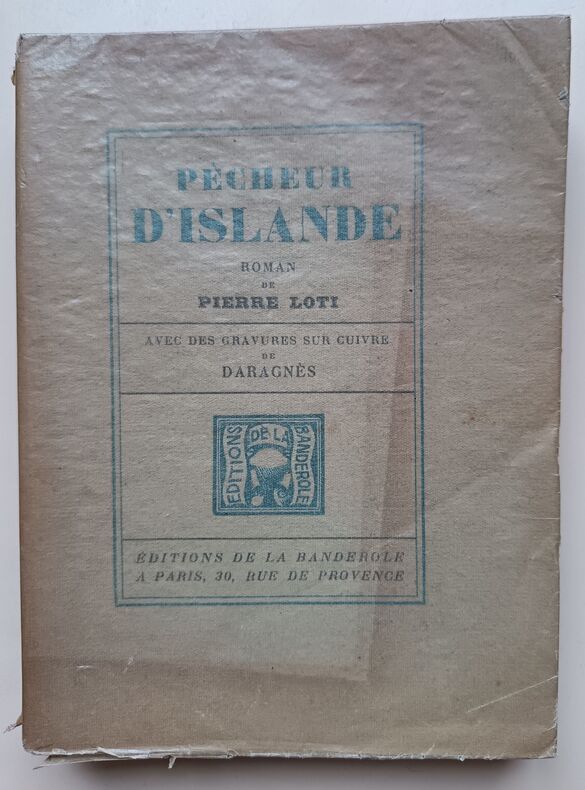 PÊCHEUR
D'ISLANDE
ROMAN
DE
PIERRE LOTI
AVEC DES GRAVURES SUR CUIVRE
DE
DARAGNÈS
EDITIONS DE LA BANDEROLE
ÉDITIONS DE LA BANDEROLE
A PARIS, 30, RUE DE PROVENCE